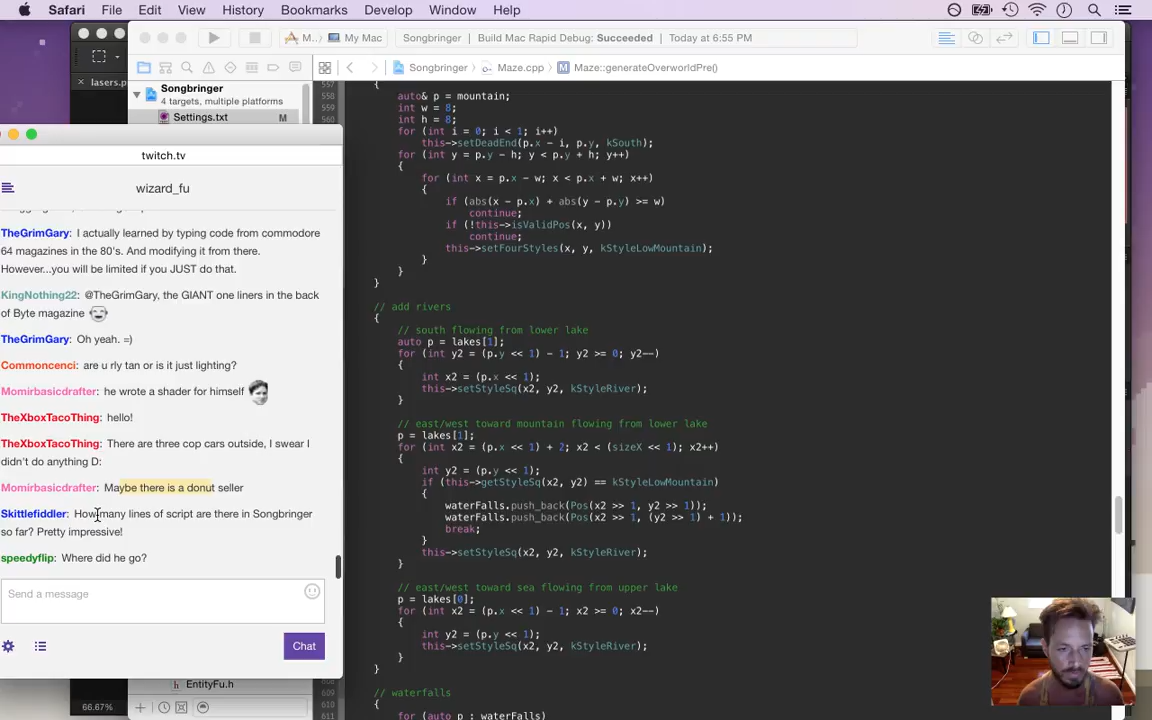 Safari File Edit View History Bookmarks Develop Window Help
M... My Mac Songbringer Build Mac Rapid Debug: Succeeded Today at 6:55 PM
Songbringer Maze.cpp Maze::generateOverworldPre()
lasers.p
Songbringer
4 targets, multiple platforms
Settings.txt M
twitch.tv
wizard_fu
TheGrimGary: I actually learned by typing code from commodore
64 magazines in the 80's. And modifying it from there.
However...you will be limited if you JUST do that.
KingNothing22: @TheGrimGary, the GIANT one liners in the back
of Byte magazine
TheGrimGary: Oh yeah. =)
Commoncenci: are u rly tan or is it just lighting?
Momirbasicdrafter: he wrote a shader for himself
TheXboxTacoThing: hello!
TheXboxTacoThing: There are three cop cars outside, I swear I
didn't do anything D:
Momirbasicdrafter: Maybe there is a donut seller
Skittlefiddler: How many lines of script are there in Songbringer
so far? Pretty impressive!
speedyflip: Where did he go?
Send a message
Chat
66.67%
EntityFu.h
557 {
558 auto& p = mountain;
559 int w = 8;
560 int h = 8;
for (int i = 0; i < 1; i++)
this->setDeadEnd(p.x - i, p.y, kSouth);
for (int y = p.y - h; y < p.y + h; y++)
{
for (int x = p.x - w; x < p.x + w; x++)
{
if (abs(x - p.x) + abs(y - p.y) >= w)
continue;
if (!this->isValidPos(x, y))
continue;
this->setFourStyles(x, y, kStyleLowMountain);
}
}
}
// add rivers
{
// south flowing from lower lake
auto p = lakes[1];
for (int y2 = (p.y << 1) - 1; y2 >= 0; y2--)
{
int x2 = (p.x << 1);
this->setStyleSq(x2, y2, kStyleRiver);
}
// east/west toward mountain flowing from lower lake
p = lakes[1];
for (int x2 = (p.x << 1) + 2; x2 < (sizeX << 1); x2++)
{
int y2 = (p.y << 1);
if (this->getStyleSq(x2, y2) == kStyleLowMountain)
{
waterFalls.push_back(Pos(x2 >> 1, y2 >> 1));
waterFalls.push_back(Pos(x2 >> 1, (y2 >> 1) + 1));
break;
}
this->setStyleSq(x2, y2, kStyleRiver);
}
// east/west toward sea flowing from upper lake
p = lakes[0];
for (int x2 = (p.x << 1) - 1; x2 >= 0; x2--)
{
int y2 = (p.y << 1);
this->setStyleSq(x2, y2, kStyleRiver);
}
}
609 // waterfalls
610 {
611 for (auto p : waterFalls)